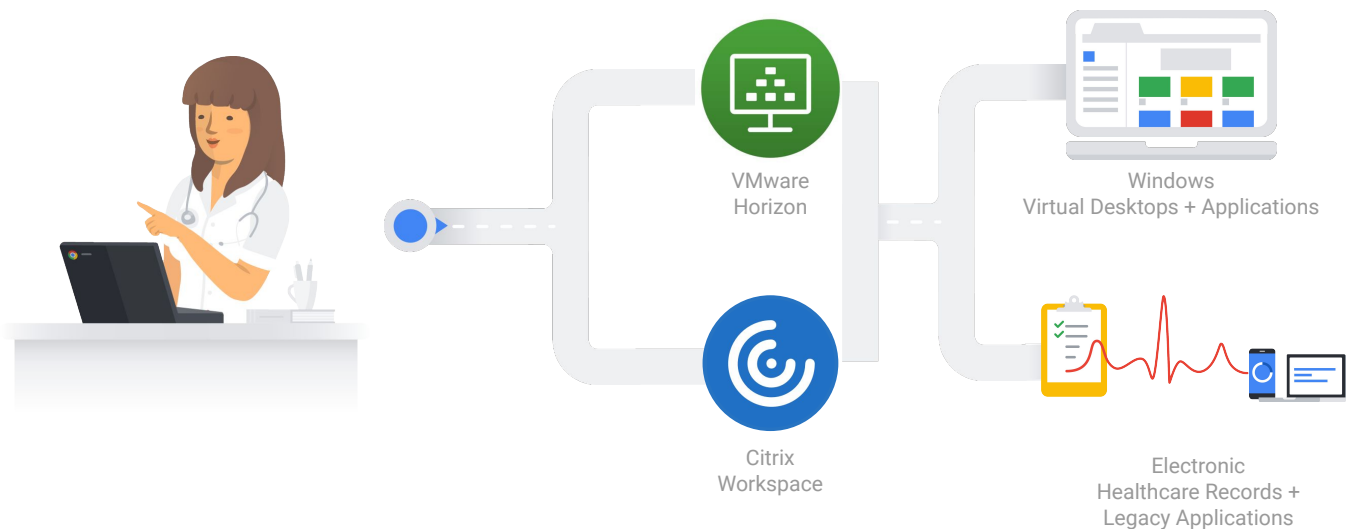 VMware
Horizon
Citrix
Workspace
Windows
Virtual Desktops + Applications
Electronic
Healthcare Records +
Legacy Applications